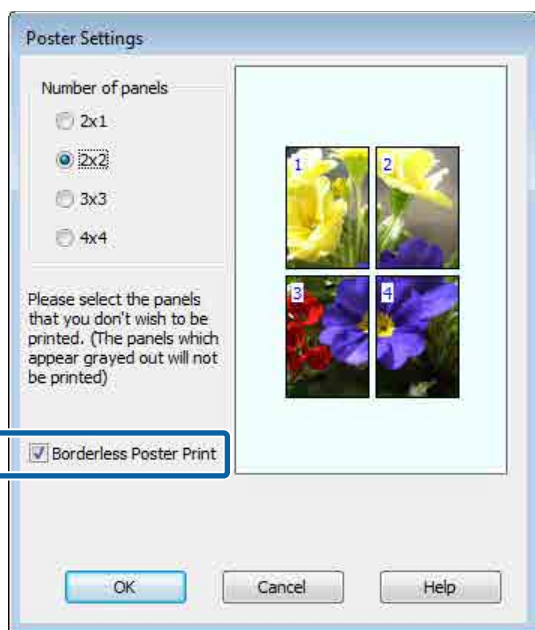 Poster Settings
Number of panels
2x1
2x2
3x3
4x4
Please select the panels
that you don't wish to be
printed. (The panels which
appear grayed out will not
be printed)
Borderless Poster Print
1
2
3
4
OK
Cancel
Help